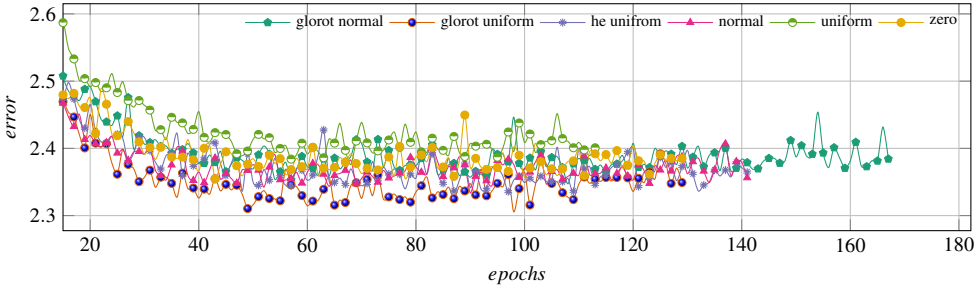 2.6
glorot normal glorot uniform he unifrom normal uniform zero
2.5
error
2.4
2.3
20 40 60 80 100 120 140 160 180
epochs